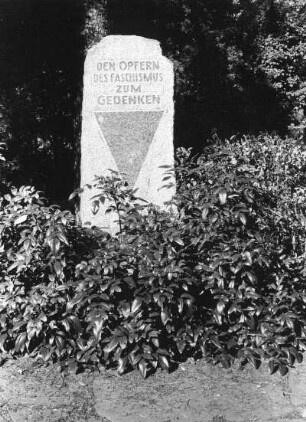 DEN OPFERN
DES FASCHISMUS
ZUM
GEDENKEN